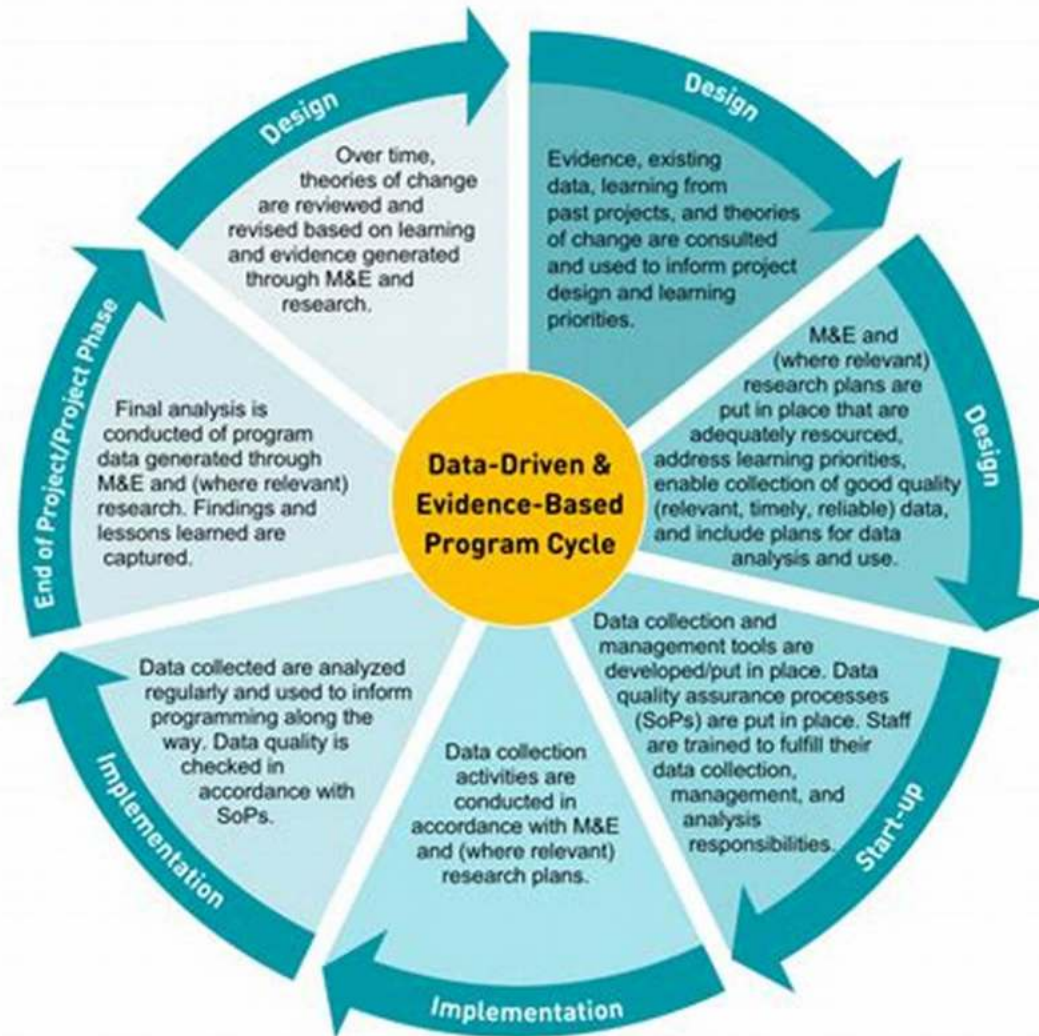 Data-Driven &
Evidence-Based
Program Cycle
Design
Evidence, existing
data, learning from
past projects, and theories
of change are consulted
and used to inform project
design and learning
priorities.
Design
M&E and
(where relevant)
research plans are
put in place that are
adequately resourced,
address learning priorities,
enable collection of good quality
(relevant, timely, reliable) data,
and include plans for data
analysis and use.
Start-up
Data collection and
management tools are
developed/put in place. Data
quality assurance processes
(SoPs) are put in place. Staff
are trained to fulfill their
data collection,
management, and
analysis
responsibilities.
Implementation
Data collection
activities are
conducted in
accordance with M&E
and (where relevant)
research plans.
Implementation
Data collected are analyzed
regularly and used to inform
programming along the
way. Data quality is
checked in
accordance with
SoPs.
End of Project/Project Phase
Final analysis is
conducted of program
data generated through
M&E and (where relevant)
research. Findings and
lessons learned are
captured.
Design
Over time,
theories of change
are reviewed and
revised based on learning
and evidence generated
through M&E and
research.